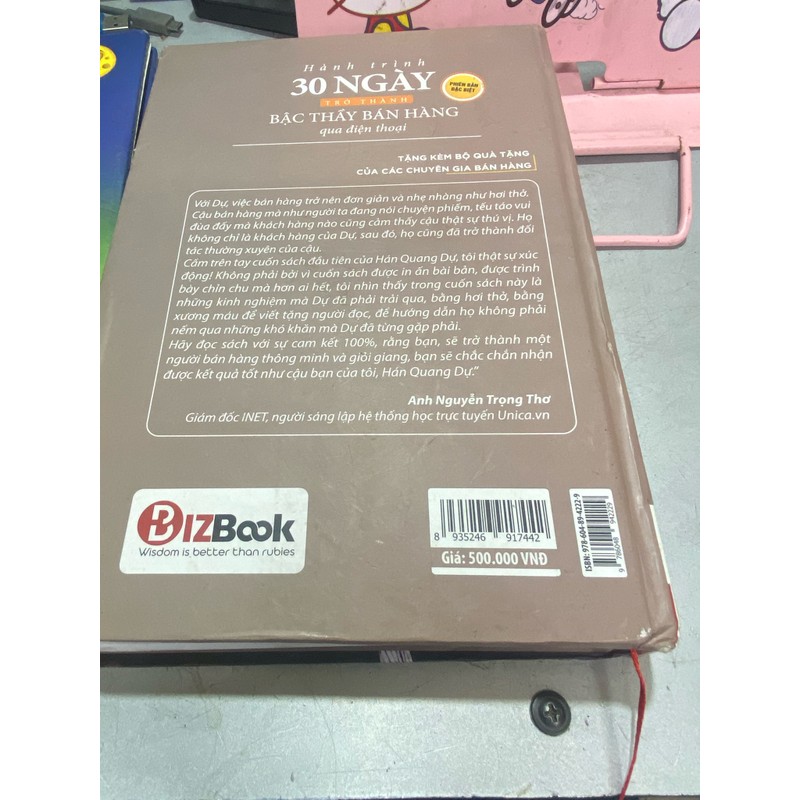 Hành trình
30 NGÀY
TRỞ THÀNH
BẬC THẦY BÁN HÀNG
qua điện thoại
PHIÊN BẢN
ĐẶC BIỆT
TẶNG KÈM BỘ QUÀ TẶNG
CỦA CÁC CHUYÊN GIA BÁN HÀNG
Với Dự, việc bán hàng trở nên đơn giản và nhẹ nhàng như hơi thở.
Cậu bán hàng mà như người ta đang nói chuyện phiếm, tếu táo vui
đùa đấy mà khách hàng nào cũng cảm thấy cậu thật sự thú vị. Họ
không chỉ là khách hàng của Dự, sau đó, họ cũng đã trở thành đối
tác thường xuyên của cậu.
Cầm trên tay cuốn sách đầu tiên của Hán Quang Dự, tôi thật sự xúc
động! Không phải bởi vì cuốn sách được in ấn bài bản, được trình
bày chỉn chu mà hơn ai hết, tôi nhìn thấy trong cuốn sách này là
những kinh nghiệm mà Dự đã phải trải qua, bằng hơi thở, bằng
xương máu để viết tặng người đọc, để hướng dẫn họ không phải
nếm qua những khó khăn mà Dự đã từng gặp phải.
Hãy đọc sách với sự cam kết 100%, rằng bạn, sẽ trở thành một
người bán hàng thông minh và giỏi giang, bạn sẽ chắc chắn nhận
được kết quả tốt như cậu bạn của tôi, Hán Quang Dự."
Anh Nguyễn Trọng Thơ
Giám đốc INET, người sáng lập hệ thống học trực tuyến Unica.vn
BIZBook
Wisdom is better than rubies
8 935246 917442
Giá: 500.000 VNĐ
ISBN: 978-604-89-4222-9
9 786048 942229